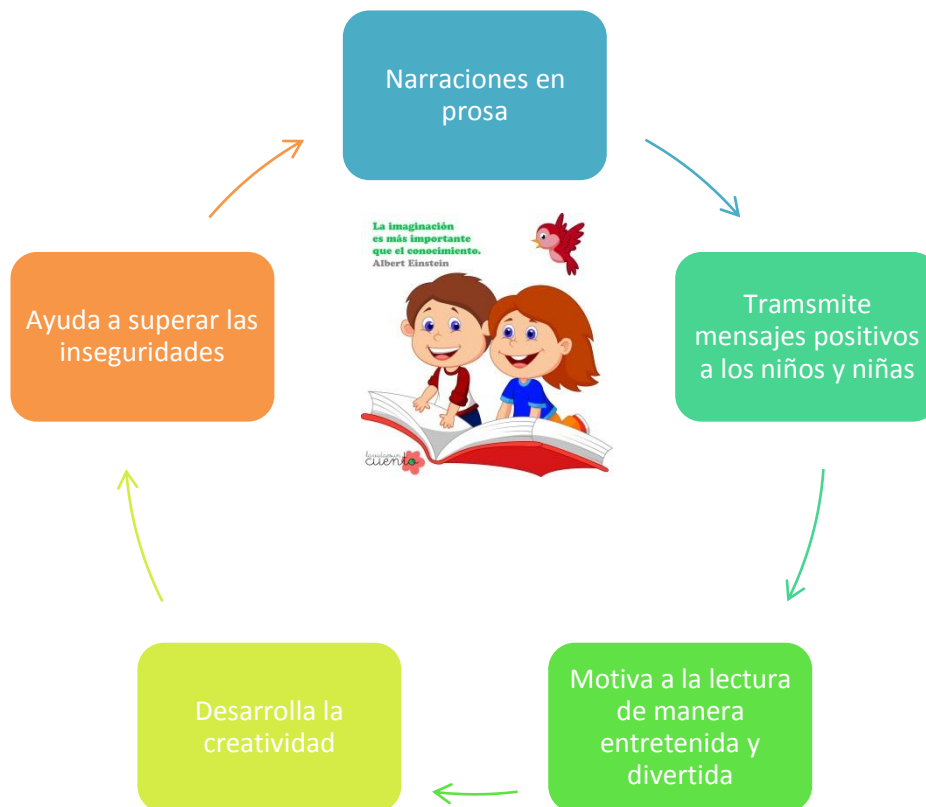 Narraciones en
prosa
La imaginación
es más importante
que el conocimiento.
Albert Einstein
Tramsmite
mensajes positivos
a los niños y niñas
Ayuda a superar las
inseguridades
cuento
Motiva a la lectura
de manera
entretenida y
divertida
Desarrolla la
creatividad